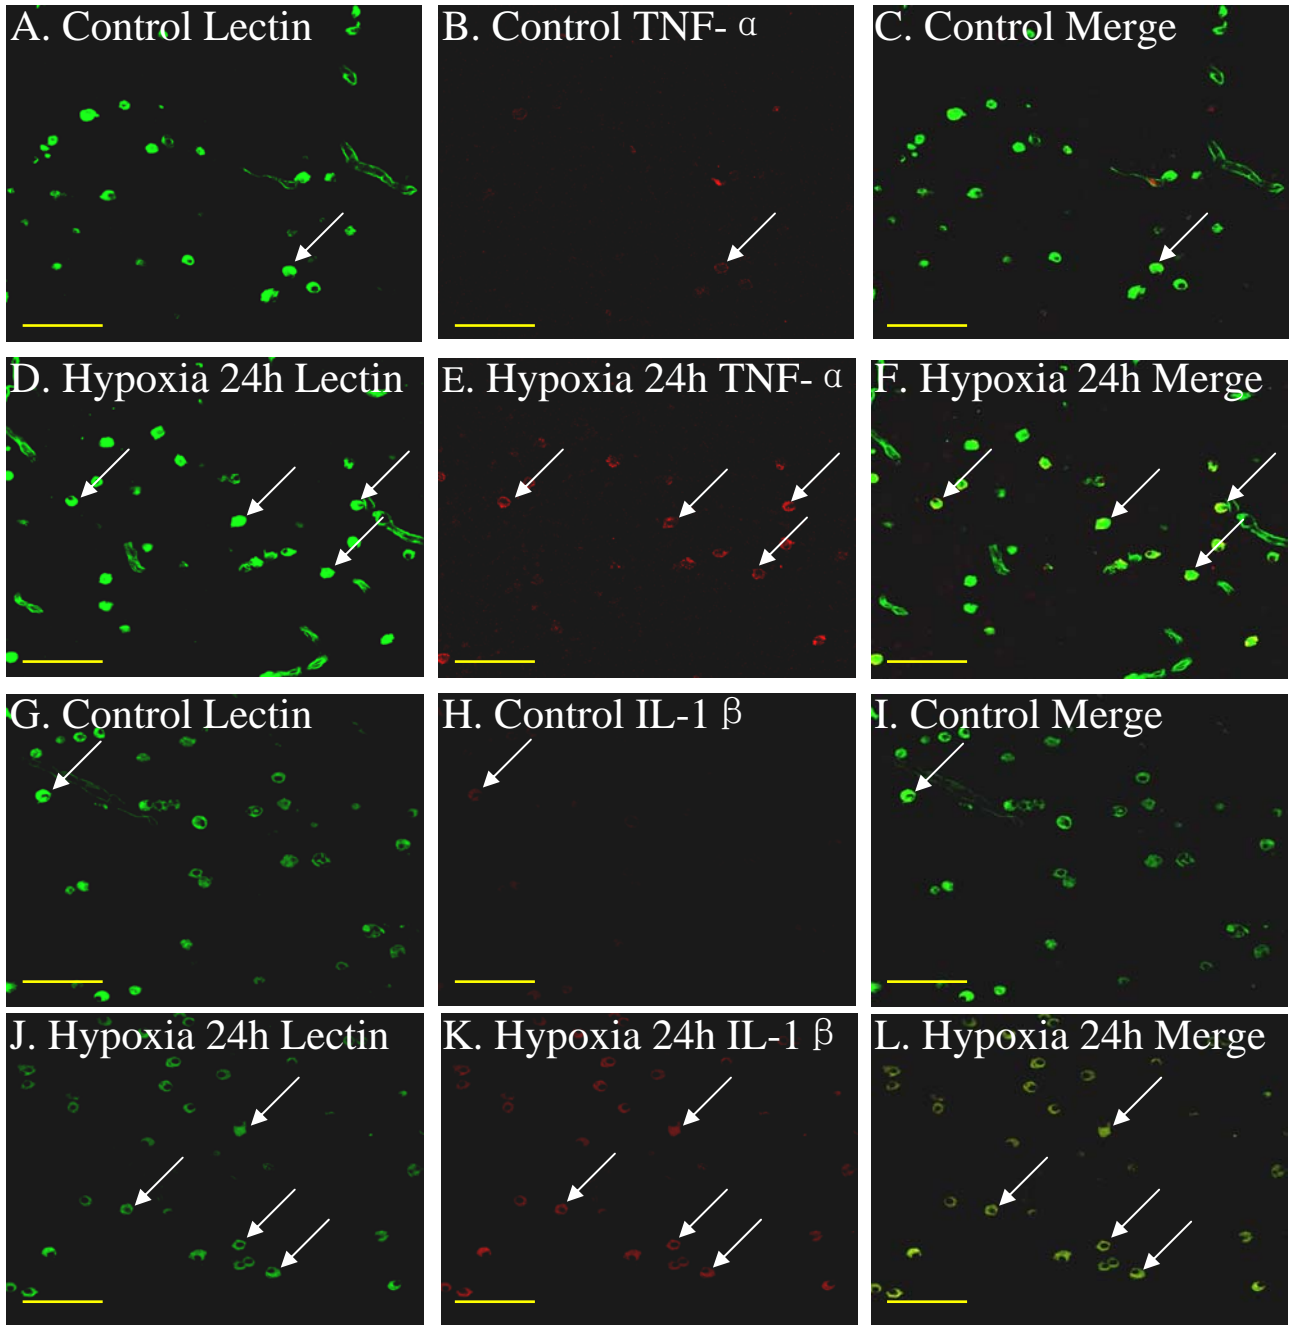 A. Control Lectin
B. Control TNF- α
C. Control Merge
D. Hypoxia 24h Lectin
E. Hypoxia 24h TNF- α
F. Hypoxia 24h Merge
G. Control Lectin
H. Control IL-1 β
I. Control Merge
J. Hypoxia 24h Lectin
K. Hypoxia 24h IL-1 β
L. Hypoxia 24h Merge